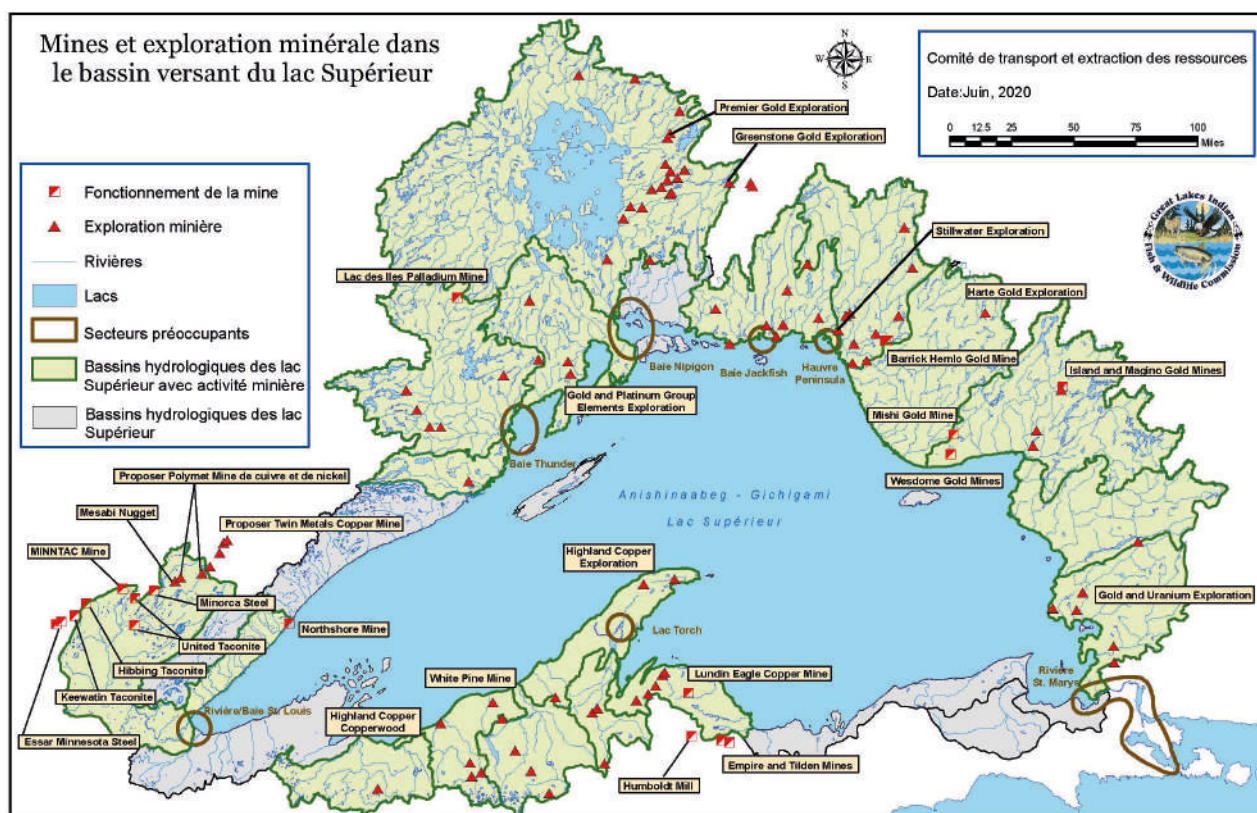 Mines et exploration minérale dans
le bassin versant du lac Supérieur
N
W
E
S
Comité de transport et extraction des ressources
Date:Juin, 2020
0 12.5 25 50 75 100
Miles
Great Lakes Indian
Fish & Wildlife Commission
Fonctionnement de la mine
Exploration minière
Rivières
Lacs
Secteurs préoccupants
Bassins hydrologiques des lac
Supérieur avec activité minière
Bassins hydrologiques des lac
Supérieur
Premier Gold Exploration
Greenstone Gold Exploration
Stillwater Exploration
Lac des Iles Palladium Mine
Harte Gold Exploration
Barrick Hemlo Gold Mine
Island and Magino Gold Mines
Baie Nipigon
Baie Jackfish
Hauvre
Peninsula
Gold and Platinum Group
Elements Exploration
Mishi Gold Mine
Baie Thunder
Wesdome Gold Mines
Proposer Polymet Mine de cuivre et de nickel
Mesabi Nugget
Proposer Twin Metals Copper Mine
Anishinaabeg - Gichigami
Lac Supérieur
MINNTAC Mine
Highland Copper
Exploration
Minorca Steel
Gold and Uranium Exploration
Northshore Mine
Lac Torch
United Taconite
Hibbing Taconite
Keewatin Taconite
White Pine Mine
Lundin Eagle Copper Mine
Rivière
St. Marys
Essar Minnesota Steel
Riviére/Baie St. Louis
Highland Copper
Copperwood
Humboldt Mill
Empire and Tilden Mines